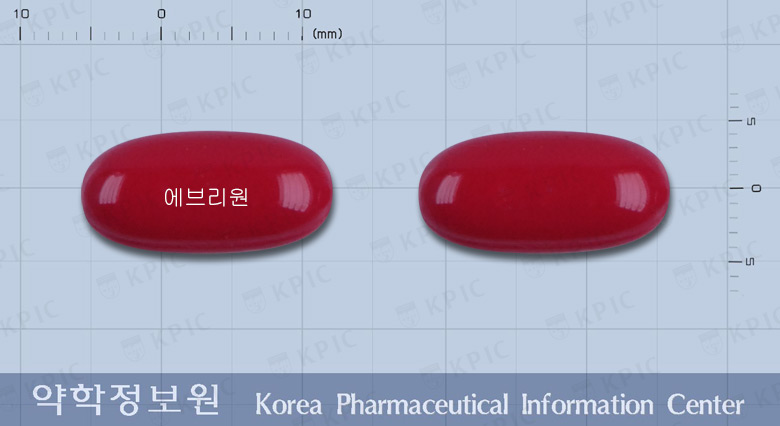 10 0 10
(mm)
KPIC
에브리원
5
0
5
약학정보원 Korea Pharmaceutical Information Center